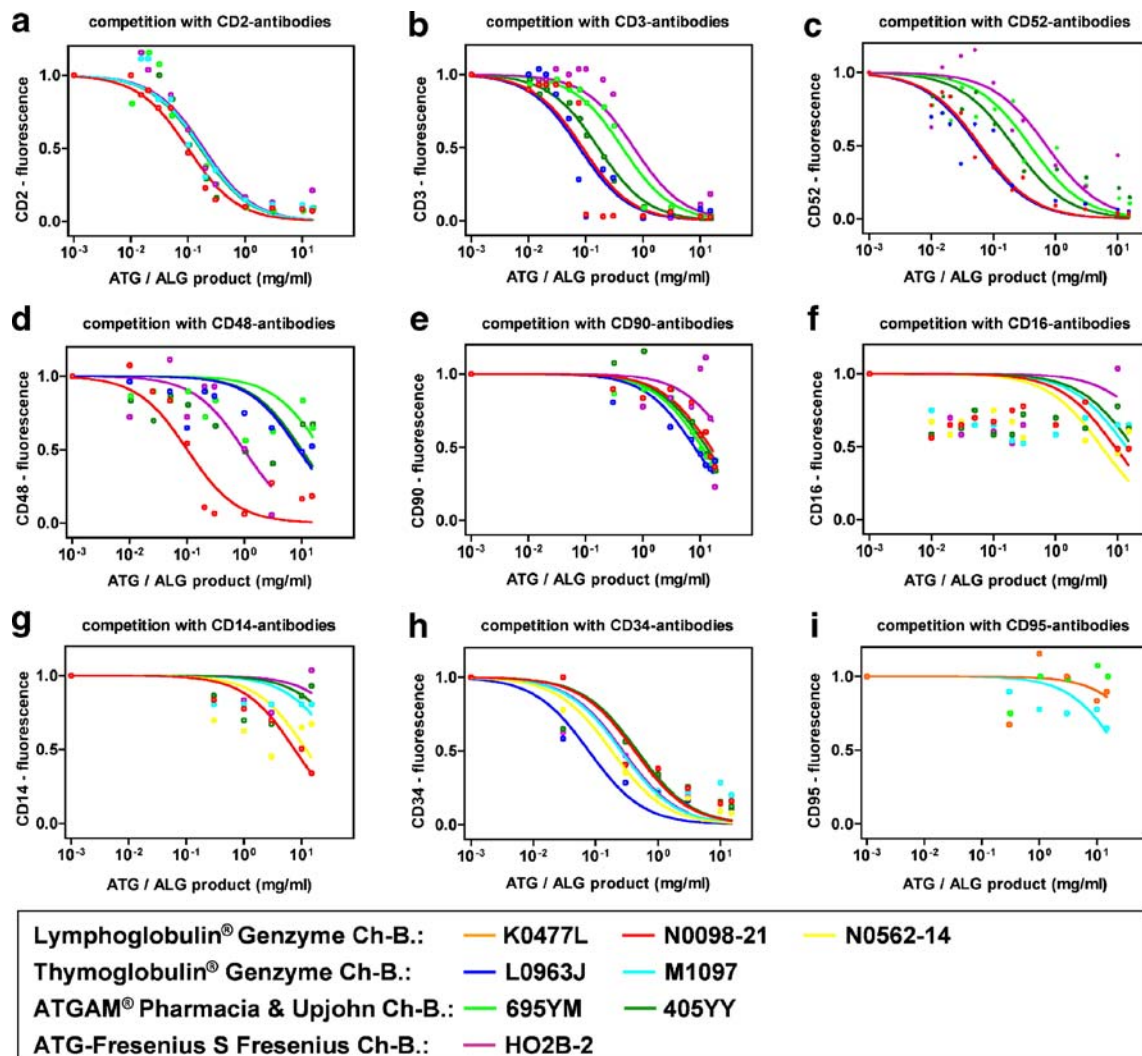 a competition with CD2-antibodies
CD2 - fluorescence
1.0
0.5
0.0
10-3 10-2 10-1 100 101
ATG / ALG product (mg/ml)
b competition with CD3-antibodies
CD3 - fluorescence
1.0
0.5
0.0
10-3 10-2 10-1 100 101
ATG / ALG product (mg/ml)
c competition with CD52-antibodies
CD52 - fluorescence
1.0
0.5
0.0
10-3 10-2 10-1 100 101
ATG / ALG product (mg/ml)
d competition with CD48-antibodies
CD48 - fluorescence
1.0
0.5
0.0
10-3 10-2 10-1 100 101
ATG / ALG product (mg/ml)
e competition with CD90-antibodies
CD90 - fluorescence
1.0
0.5
0.0
10-3 10-2 10-1 100 101
ATG / ALG product (mg/ml)
f competition with CD16-antibodies
CD16 - fluorescence
1.0
0.5
0.0
10-3 10-2 10-1 100 101
ATG / ALG product (mg/ml)
g competition with CD14-antibodies
CD14 - fluorescence
1.0
0.5
0.0
10-3 10-2 10-1 100 101
ATG / ALG product (mg/ml)
h competition with CD34-antibodies
CD34 - fluorescence
1.0
0.5
0.0
10-3 10-2 10-1 100 101
ATG / ALG product (mg/ml)
i competition with CD95-antibodies
CD95 - fluorescence
1.0
0.5
0.0
10-3 10-2 10-1 100 101
ATG / ALG product (mg/ml)
Lymphoglobulin® Genzyme Ch-B.: K0477L N0098-21 N0562-14
Thymoglobulin® Genzyme Ch-B.: L0963J M1097
ATGAM® Pharmacia & Upjohn Ch-B.: 695YM 405YY
ATG-Fresenius S Fresenius Ch-B.: HO2B-2